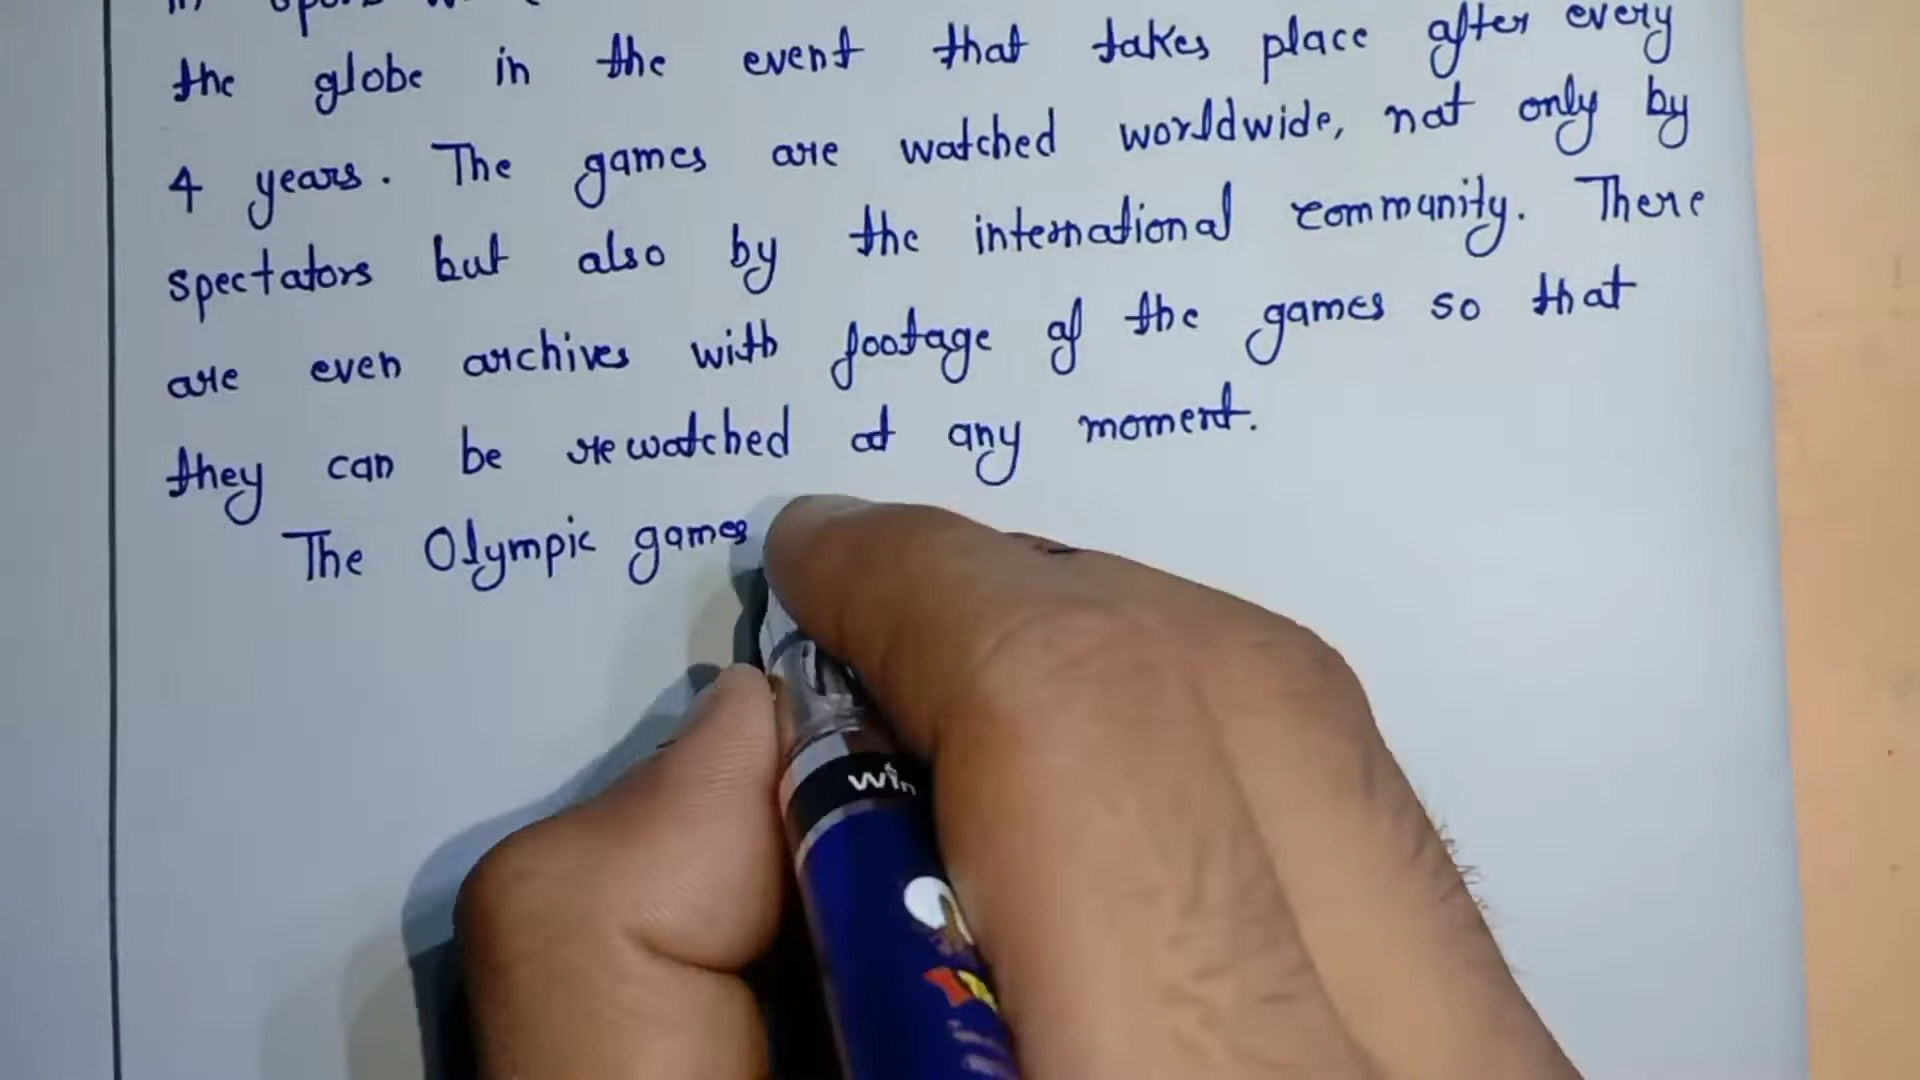 the globe in the event that takes place after every
4 years. The games are watched worldwide, not only by
spectators but also by the international community. There
are even archives with footage of the games so that
they can be rewatched at any moment.
The Olympic games
win